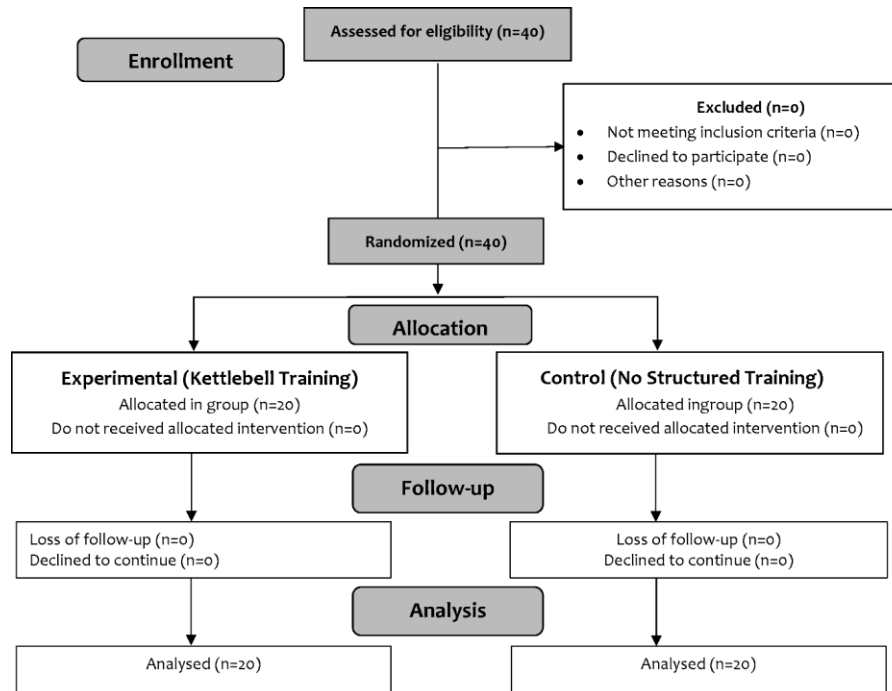 Assessed for eligibility (n=40)
Enrollment
Excluded (n=0)
• Not meeting inclusion criteria (n=0)
• Declined to participate (n=0)
• Other reasons (n=0)
Randomized (n=40)
Allocation
Experimental (Kettlebell Training)
Allocated in group (n=20)
Do not received allocated intervention (n=0)
Control (No Structured Training)
Allocated ingroup (n=20)
Do not received allocated intervention (n=0)
Follow-up
Loss of follow-up (n=0)
Declined to continue (n=0)
Loss of follow-up (n=0)
Declined to continue (n=0)
Analysis
Analysed (n=20)
Analysed (n=20)